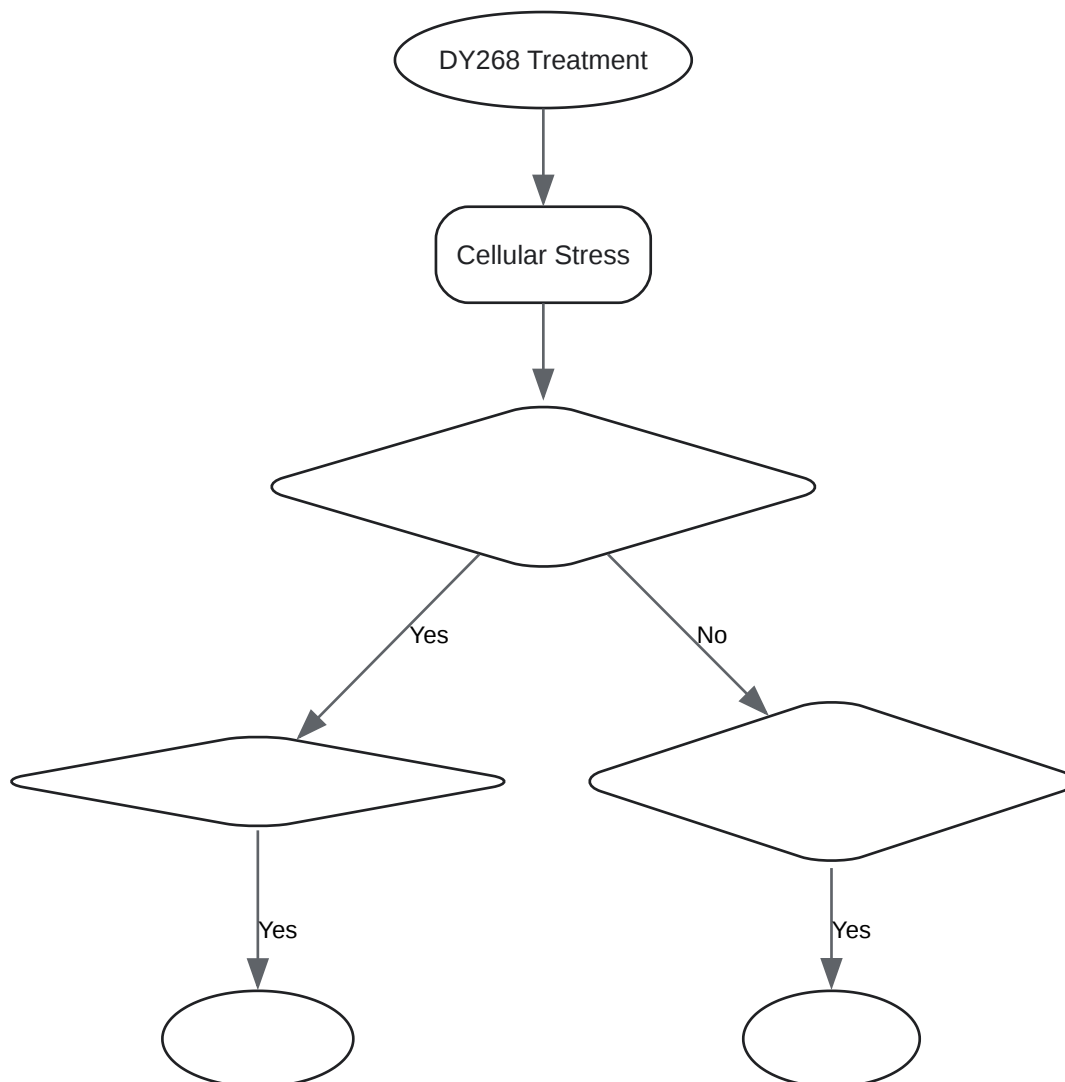 DY268 Treatment
Cellular Stress
Yes
No
Yes
Yes